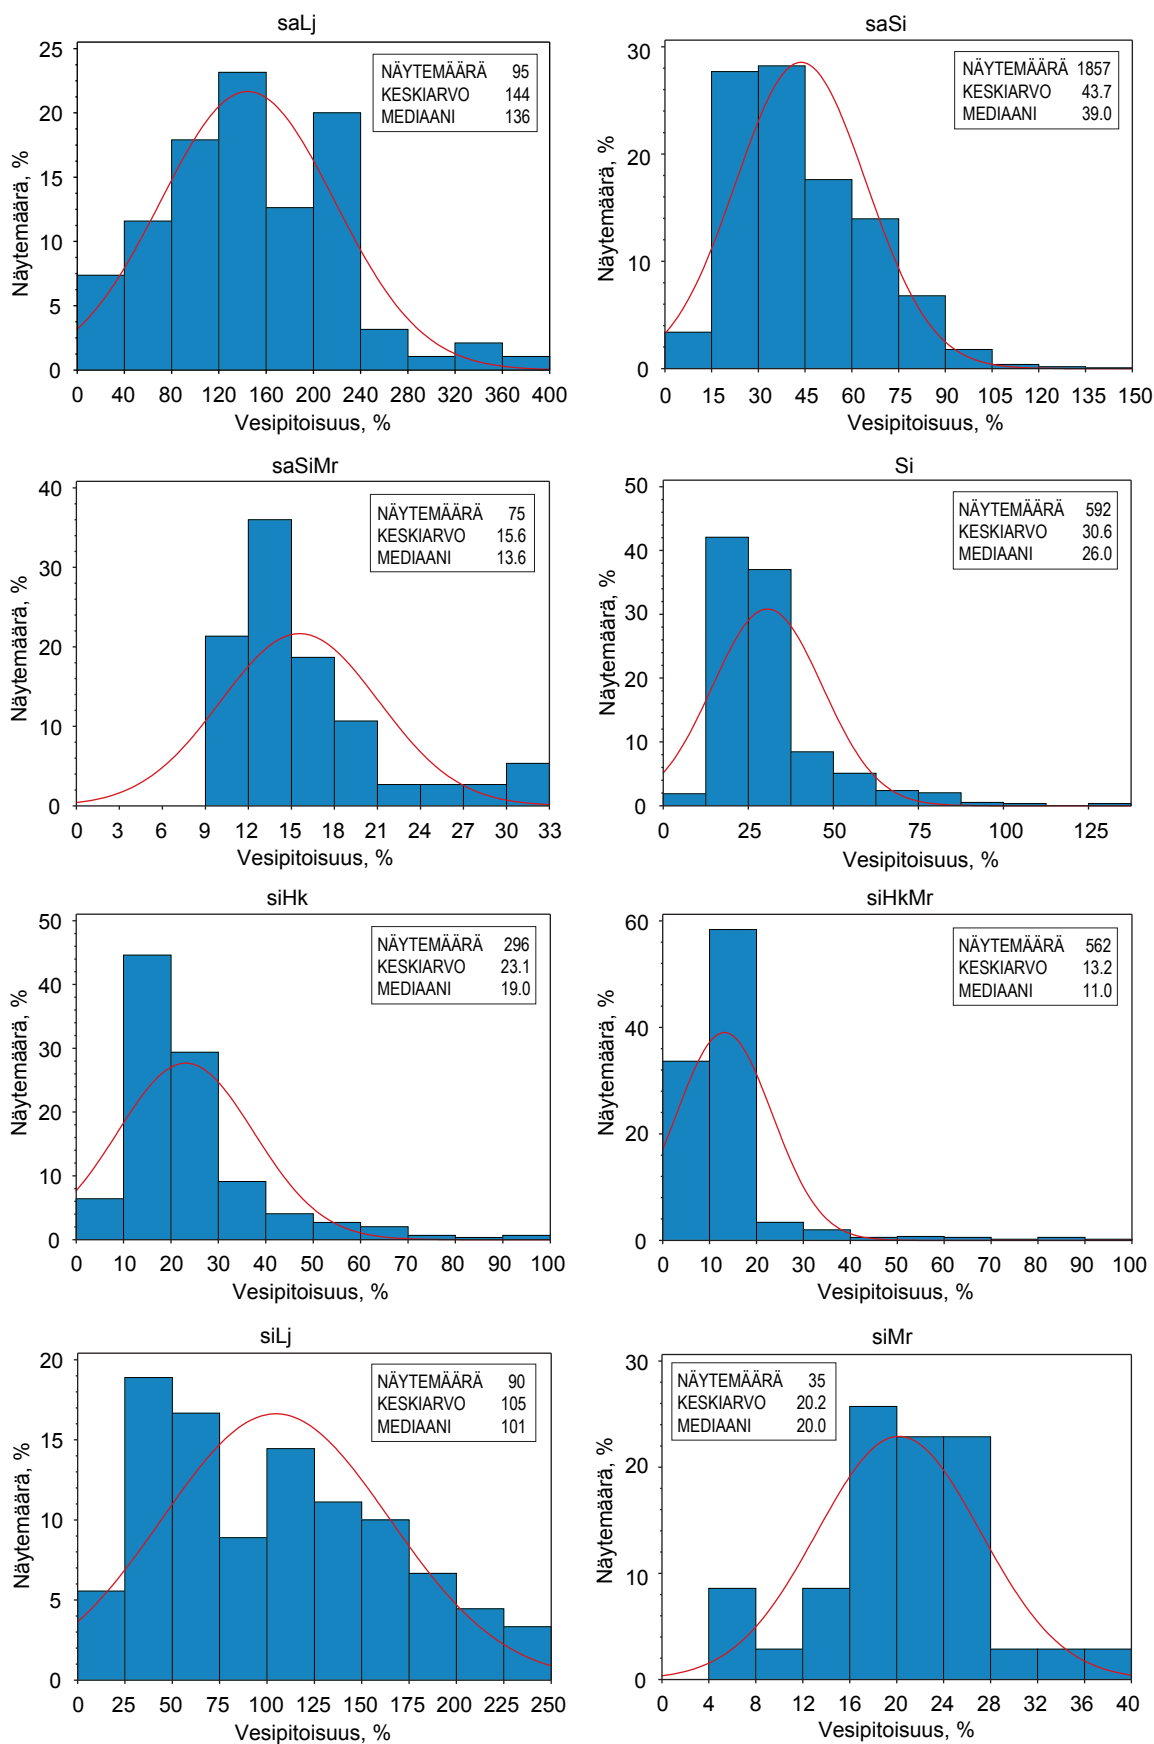 saLj
NÄYTEMÄÄRÄ 95
KESKIARVO 144
MEDIAANI 136
Näytemäärä, %
25
20
15
10
5
0
0 40 80 120 160 200 240 280 320 360 400
Vesipitoisuus, %
saSi
NÄYTEMÄÄRÄ 1857
KESKIARVO 43.7
MEDIAANI 39.0
Näytemäärä, %
30
20
10
0
0 15 30 45 60 75 90 105 120 135 150
Vesipitoisuus, %
saSiMr
NÄYTEMÄÄRÄ 75
KESKIARVO 15.6
MEDIAANI 13.6
Näytemäärä, %
40
30
20
10
0
0 3 6 9 12 15 18 21 24 27 30 33
Vesipitoisuus, %
Si
NÄYTEMÄÄRÄ 592
KESKIARVO 30.6
MEDIAANI 26.0
Näytemäärä, %
50
40
30
20
10
0
0 25 50 75 100 125
Vesipitoisuus, %
siHk
NÄYTEMÄÄRÄ 296
KESKIARVO 23.1
MEDIAANI 19.0
Näytemäärä, %
50
40
30
20
10
0
0 10 20 30 40 50 60 70 80 90 100
Vesipitoisuus, %
siHkMr
NÄYTEMÄÄRÄ 562
KESKIARVO 13.2
MEDIAANI 11.0
Näytemäärä, %
60
40
20
0
0 10 20 30 40 50 60 70 80 90 100
Vesipitoisuus, %
siLj
NÄYTEMÄÄRÄ 90
KESKIARVO 105
MEDIAANI 101
Näytemäärä, %
20
15
10
5
0
0 25 50 75 100 125 150 175 200 225 250
Vesipitoisuus, %
siMr
NÄYTEMÄÄRÄ 35
KESKIARVO 20.2
MEDIAANI 20.0
Näytemäärä, %
30
20
10
0
0 4 8 12 16 20 24 28 32 36 40
Vesipitoisuus, %